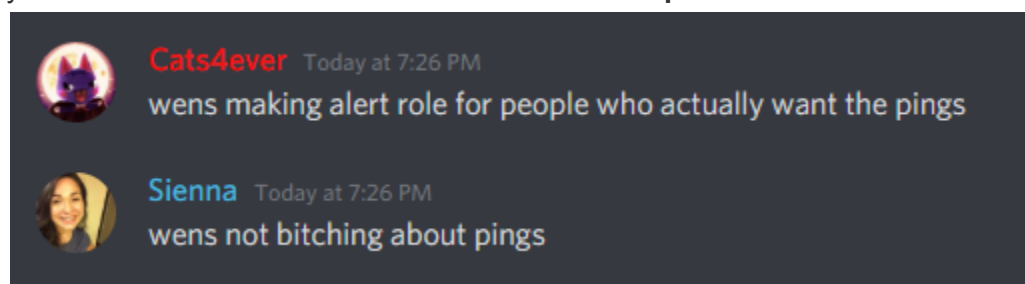 Cats4ever Today at 7:26 PM
wens making alert role for people who actually want the pings
Sienna Today at 7:26 PM
wens not bitching about pings